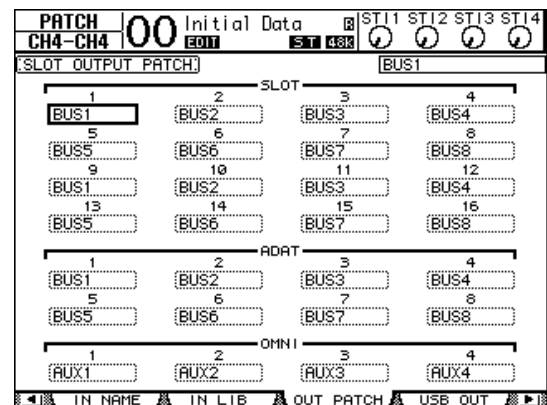 PATCH 00 Initial Data R ST11 ST12 ST13 ST14
CH4-CH4 EDIT ST 48K
SLOT OUTPUT PATCH: BUS1
SLOT
1 2 3 4
BUS1 BUS2 BUS3 BUS4
5 6 7 8
BUS5 BUS6 BUS7 BUS8
9 10 11 12
BUS1 BUS2 BUS3 BUS4
13 14 15 16
BUS5 BUS6 BUS7 BUS8
ADAT
1 2 3 4
BUS1 BUS2 BUS3 BUS4
5 6 7 8
BUS5 BUS6 BUS7 BUS8
OMNI
1 2 3 4
AUX1 AUX2 AUX3 AUX4
IN NAME IN LIB OUT PATCH USB OUT